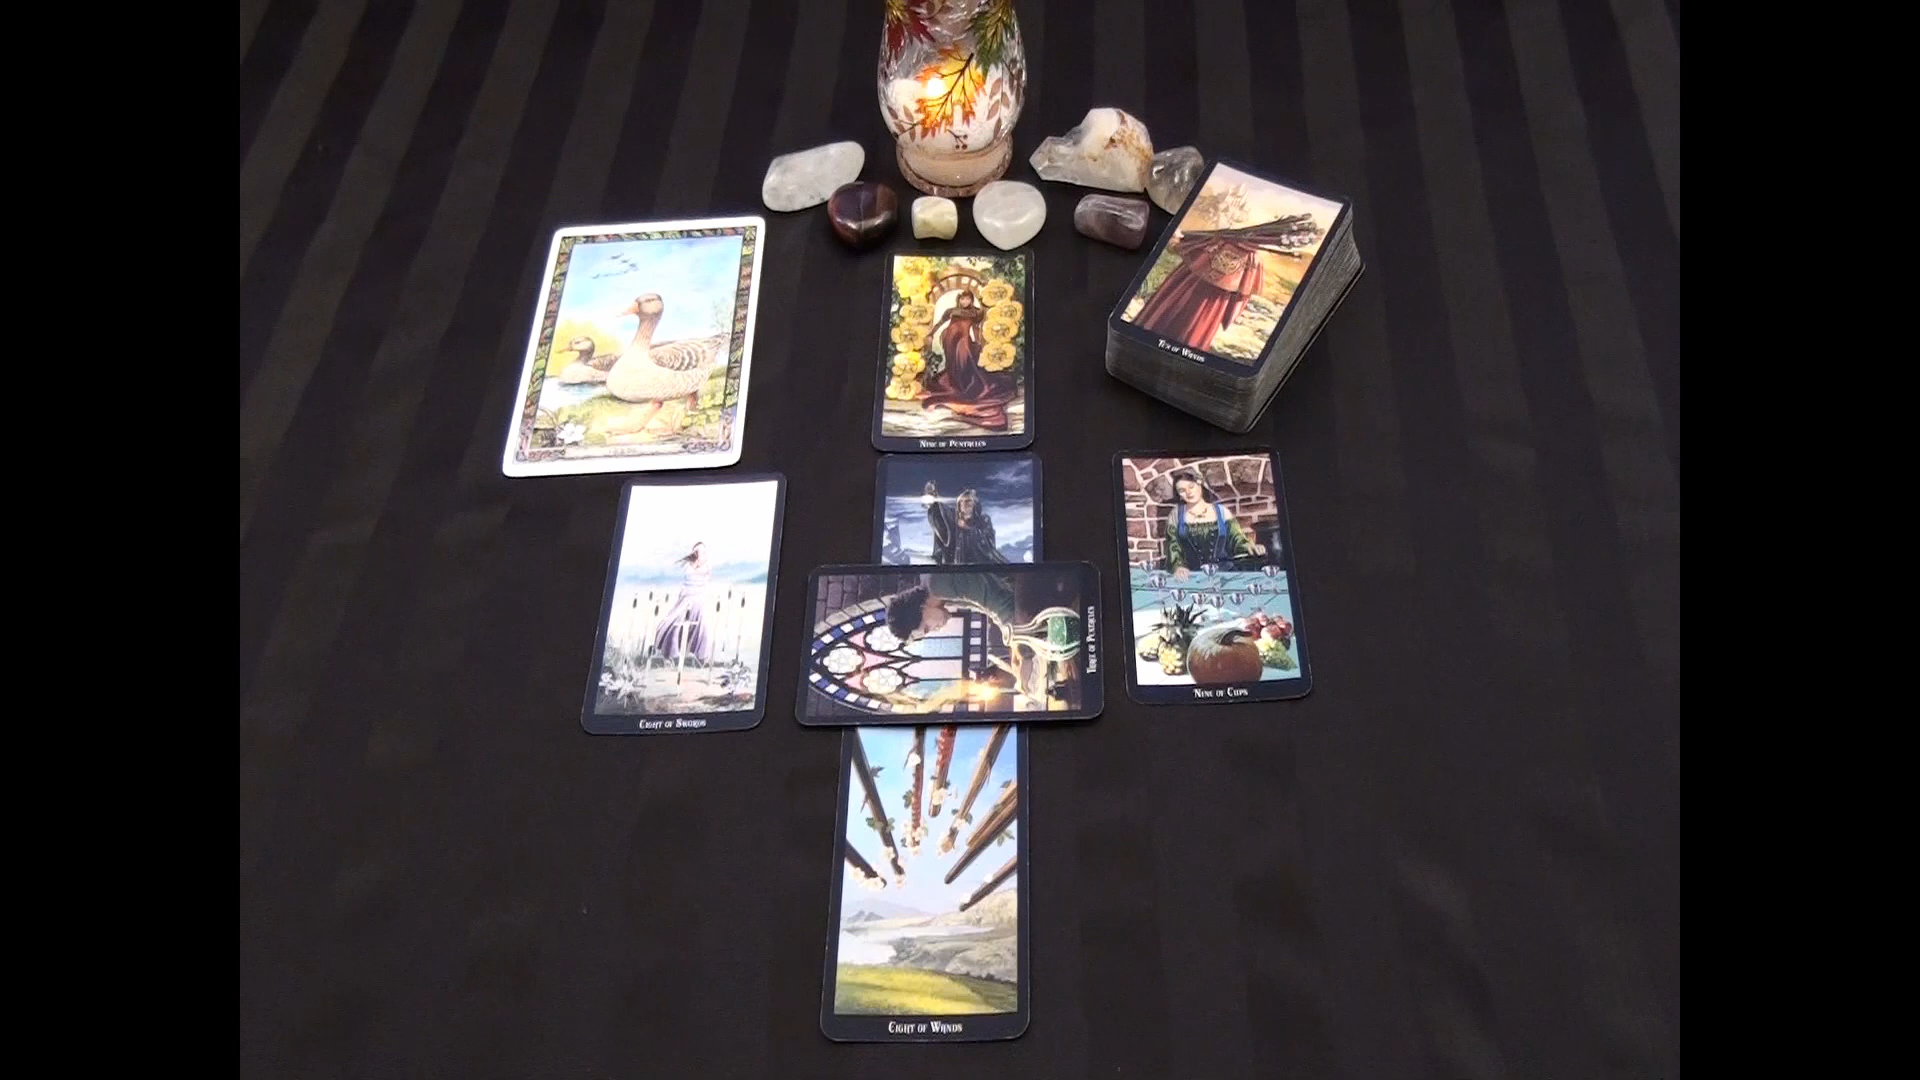 Ten of Wands
Nine of Pentacles
Nine of Cups
Three of Pentacles
Eight of Swords
Eight of Wands